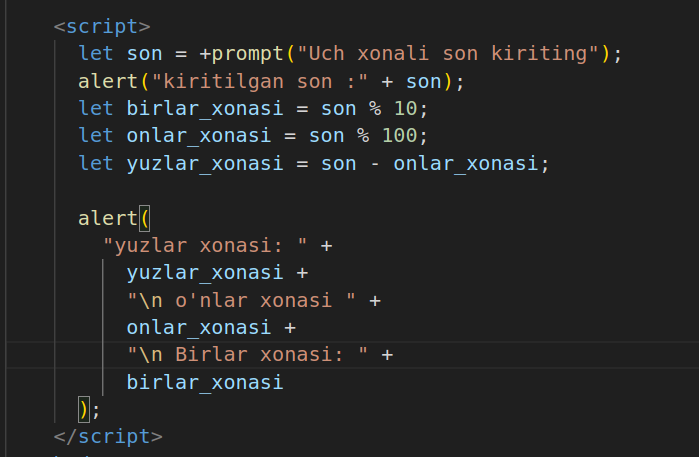 <script>
let son = +prompt("Uch xonali son kiriting");
alert("kiritilgan son :" + son);
let birlar_xonasi = son % 10;
let onlar_xonasi = son % 100;
let yuzlar_xonasi = son - onlar_xonasi;
alert(
"yuzlar xonasi: " +
yuzlar_xonasi +
"\n o'nlar xonasi " +
onlar_xonasi +
"\n Birlar xonasi: " +
birlar_xonasi
);
</script>